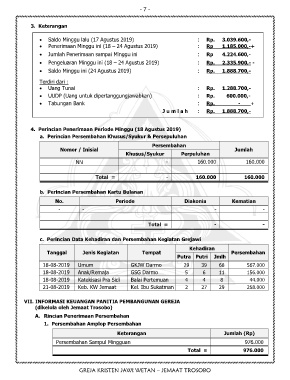 - 7 -
3. Keterangan
• Saldo Minggu lalu (17 Agustus 2019) : Rp. 3.039.600,-
• Penerimaan Minggu ini (18 – 24 Agustus 2019) : Rp 1.185.000,-+
• Jumlah Penerimaan sampai Minggu ini : Rp. 4.224.600,-
• Pengeluaran Minggu ini (18 – 24 Agustus 2019) : Rp 2.335.900,- -
• Saldo Minggu ini (24 Agustus 2019) : Rp. 1.888.700,-
Terdiri dari :
• Uang Tunai : Rp. 1.288.700,-
• UUDP (Uang untuk dipertanggungjawabkan) : Rp. 600.000,-
• Tabungan Bank : Rp. - +
J u m l a h : Rp. 1.888.700,-
4. Perincian Penerimaan Periode Minggu (18 Agustus 2019)
a. Perincian Persembahan Khusus/Syukur & Perpuluhan
Nomor / Inisial Persembahan Jumlah
Khusus/Syukur Perpuluhan
NN - 160.000 160.000
Total = - 160.000 160.000
b. Perincian Persembahan Kartu Bulanan
No. Periode Diakonia Kematian
- - - -
Total = - -
c. Perincian Data Kehadiran dan Persembahan Kegiatan Gerejawi
Tanggal Jenis Kegiatan Tempat Kehadiran Persembahan
Putra Putri Jmlh
18-08-2019 Umum GKJW Darmo 29 39 68 567.000
18-08-2019 Anak/Remaja GSG Darmo 5 6 11 156.000
18-08-2019 Katekisasi Pra Sidi Balai Pertemuan 4 4 8 44.000
21-08-2019 Keb. KW Jemaat Kel. Ibu Sukatman 2 27 29 258.000
VII. INFORMASI KEUANGAN PANITIA PEMBANGUNAN GEREJA
(dikelola oleh Jemaat Trosobo)
A. Rincian Penerimaan Persembahan
1. Persembahan Amplop Persembahan
Keterangan Jumlah (Rp)
Persembahan Sampul Mingguan 976.000
Total = 976.000
GREJA KRISTEN JAWI WETAN – JEMAAT TROSOBO